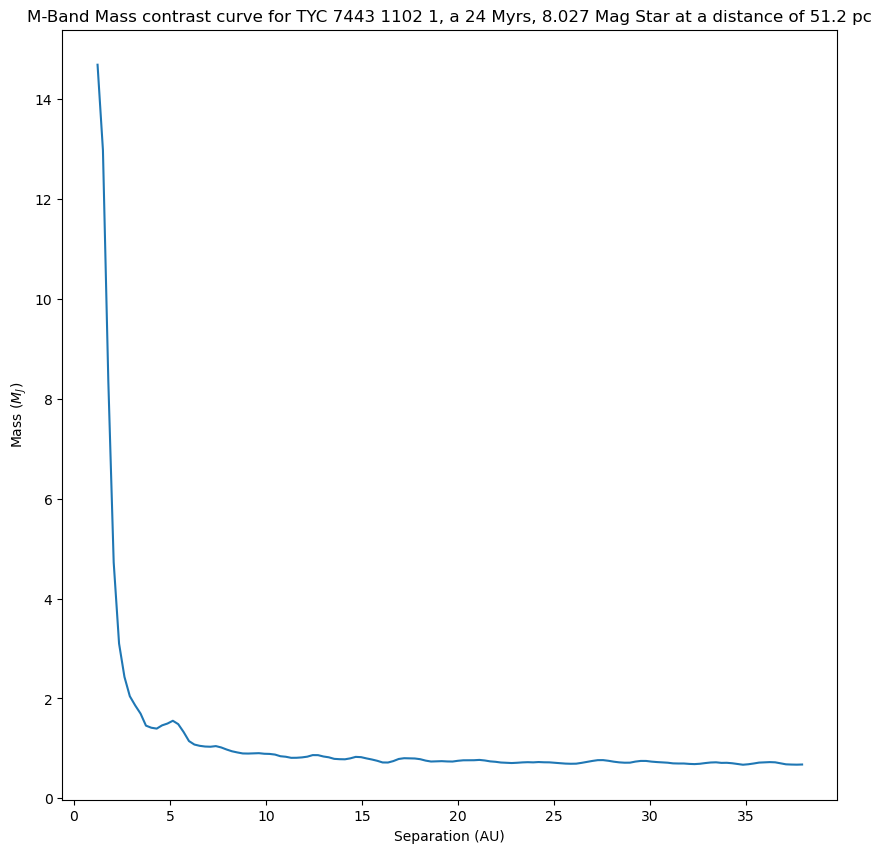 M-Band Mass contrast curve for TYC 7443 1102 1, a 24 Myrs, 8.027 Mag Star at a distance of 51.2 pc
14
12
10
8
6
4
2
0
Mass (M_J)
0 5 10 15 20 25 30 35
Separation (AU)